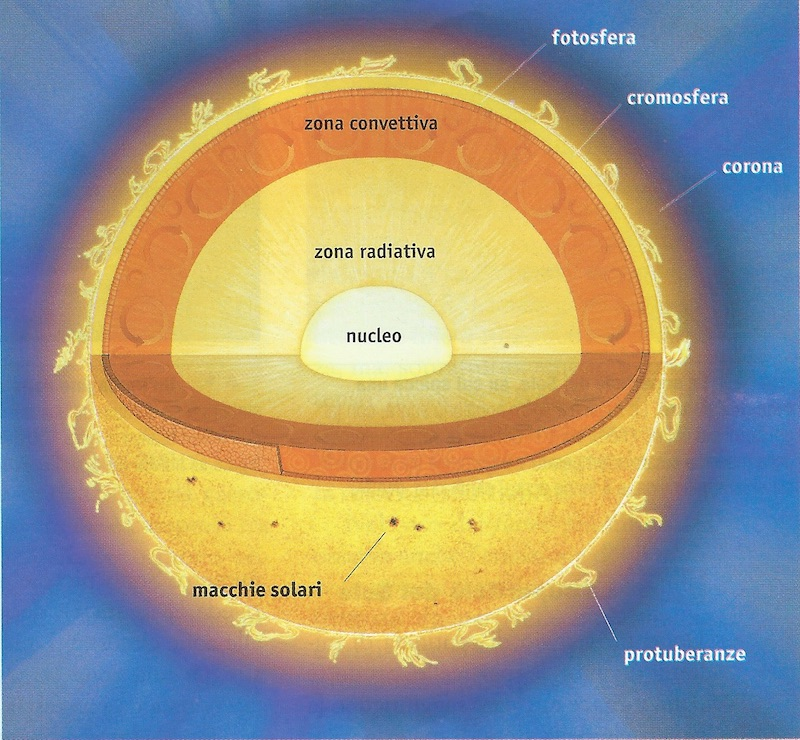 fotosfera
cromosfera
zona convettiva
corona
zona radiativa
nucleo
macchie solari
protuberanze